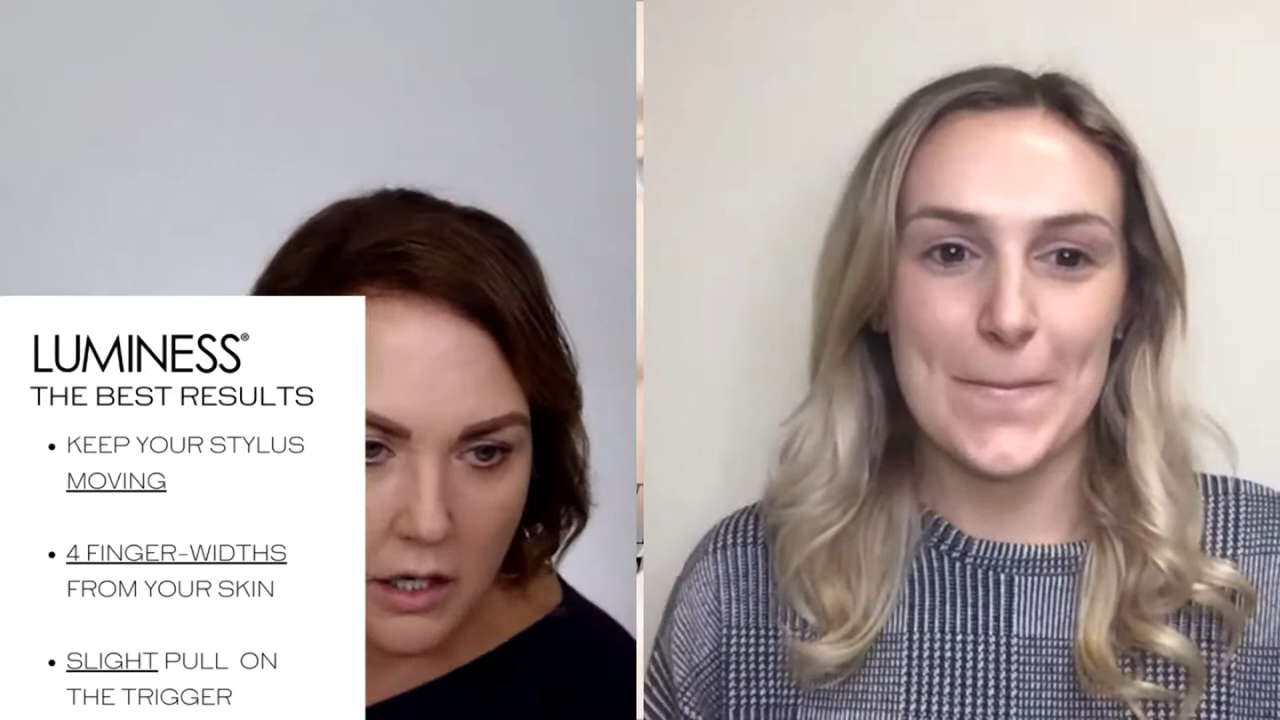 LUMINESS®
THE BEST RESULTS
• KEEP YOUR STYLUS
MOVING
• 4 FINGER-WIDTHS
FROM YOUR SKIN
• SLIGHT PULL ON
THE TRIGGER